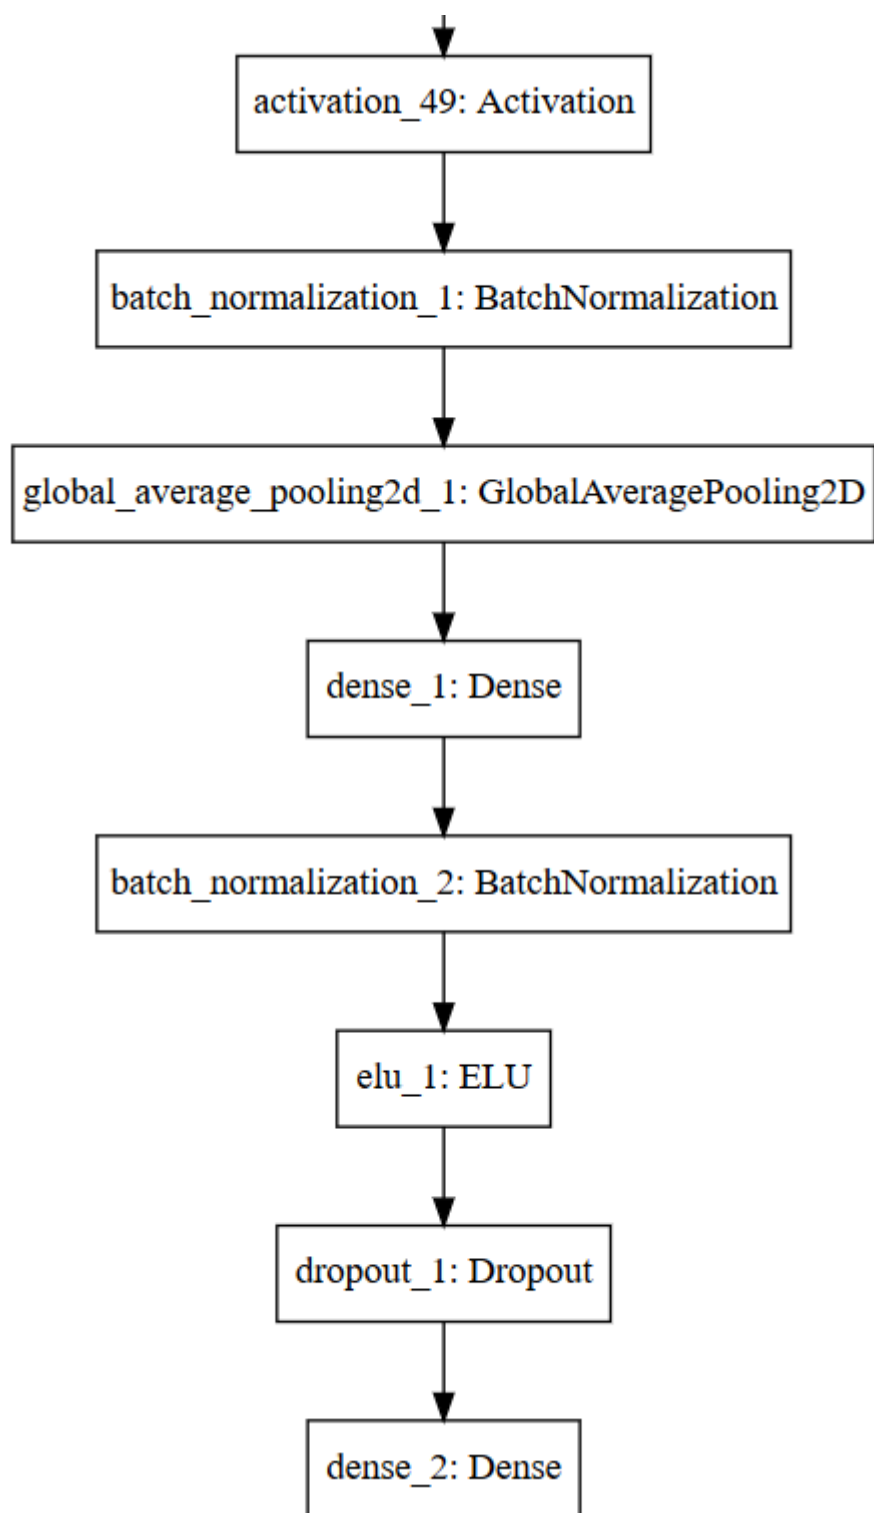 activation_49: Activation
batch_normalization_1: BatchNormalization
global_average_pooling2d_1: GlobalAveragePooling2D
dense_1: Dense
batch_normalization_2: BatchNormalization
elu_1: ELU
dropout_1: Dropout
dense_2: Dense